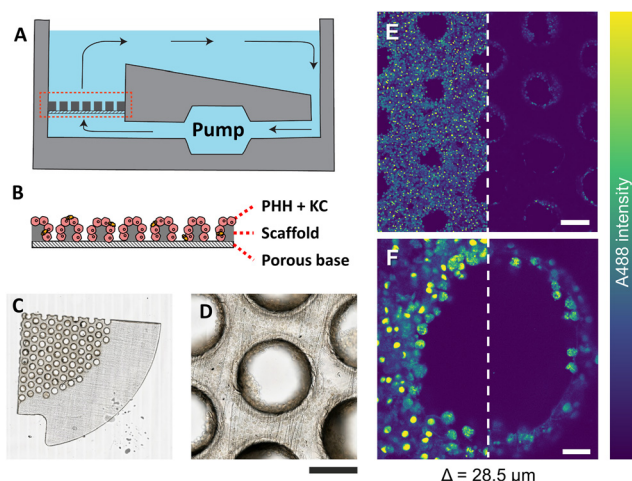 A
Pump
B
PHH + KC
Scaffold
Porous base
C
D
E
F
A488 intensity
Δ = 28.5 um